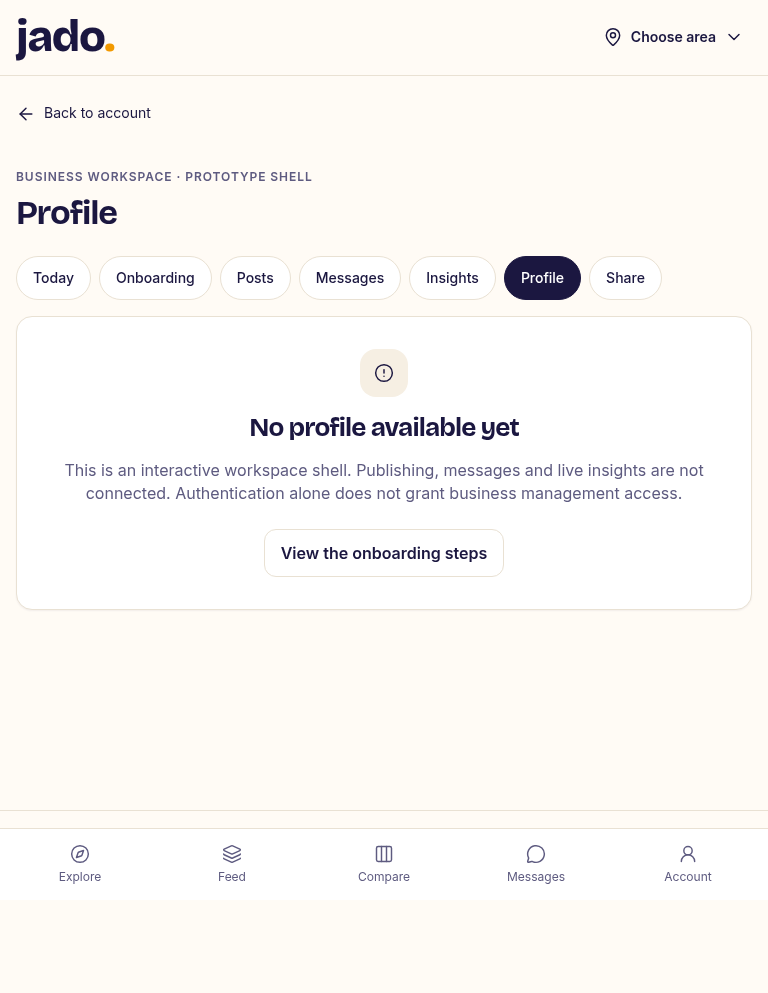 jado.
Choose area
Back to account
BUSINESS WORKSPACE · PROTOTYPE SHELL
Profile
Today Onboarding Posts Messages Insights Profile Share
No profile available yet
This is an interactive workspace shell. Publishing, messages and live insights are not
connected. Authentication alone does not grant business management access.
View the onboarding steps
Explore Feed Compare Messages Account